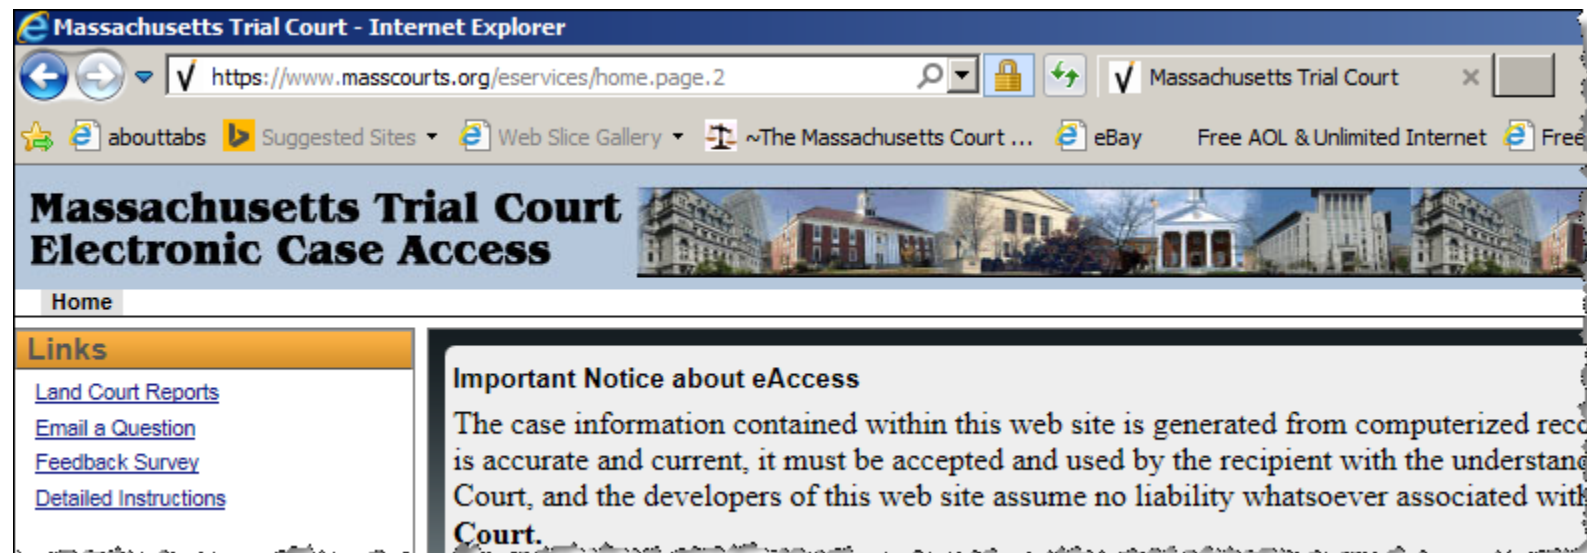 Massachusetts Trial Court - Internet Explorer
https://www.masscourts.org/eservices/home.page.2
Massachusetts Trial Court
abouttabs Suggested Sites Web Slice Gallery ~The Massachusetts Court ... eBay Free AOL & Unlimited Internet Free
Massachusetts Trial Court
Electronic Case Access
Home
Links
Land Court Reports
Email a Question
Feedback Survey
Detailed Instructions
Important Notice about eAccess
The case information contained within this web site is generated from computerized
is accurate and current, it must be accepted and used by the recipient with the
Court, and the developers of this web site assume no liability whatsoever associated with
Court.